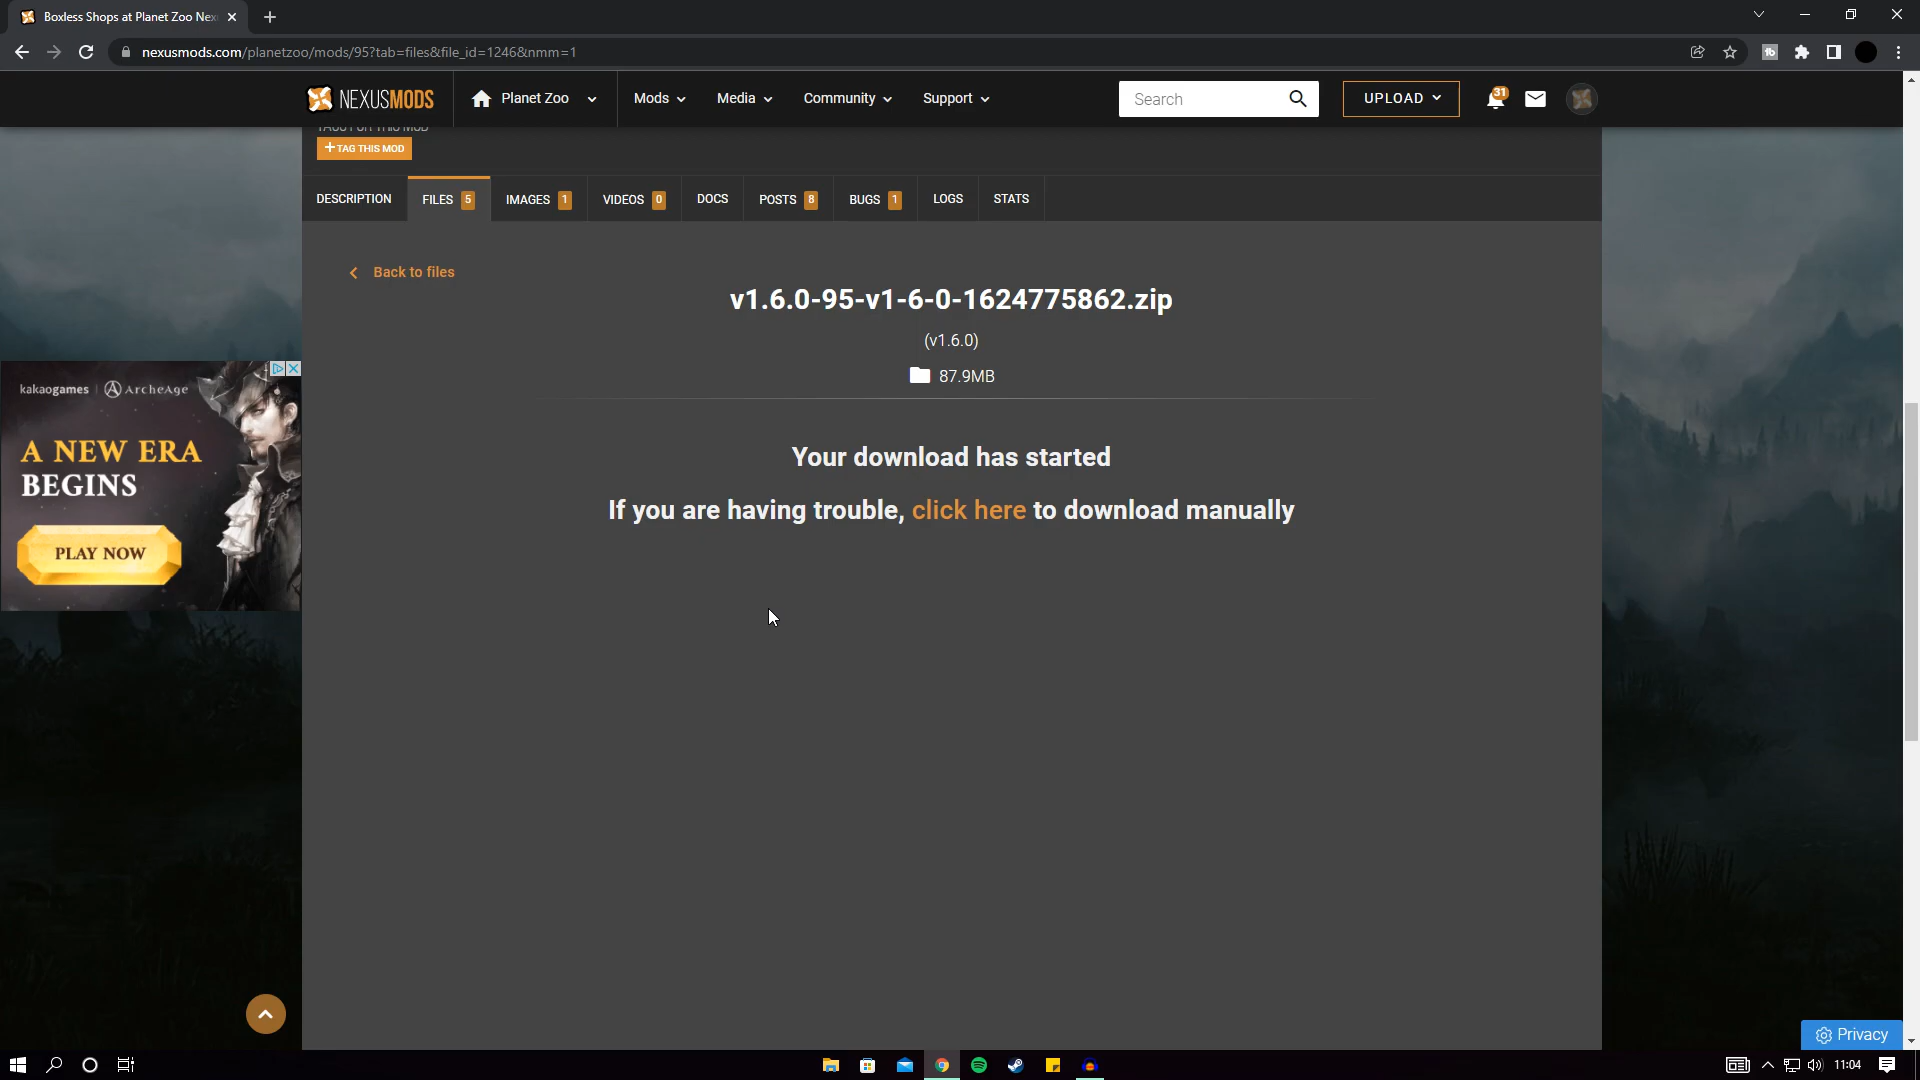 Boxless Shops at Planet Zoo Nex
nexusmods.com/planetzoo/mods/95?tab=files&file_id=1246&nmm=1
NEXUSMODS
Planet Zoo
Mods
Media
Community
Support
Search
UPLOAD
31
TAGS FOR THIS MOD
+ TAG THIS MOD
DESCRIPTION
FILES 5
IMAGES 1
VIDEOS 0
DOCS
POSTS 8
BUGS 1
LOGS
STATS
Back to files
v1.6.0-95-v1-6-0-1624775862.zip
(v1.6.0)
87.9MB
Your download has started
If you are having trouble, click here to download manually
kakaogames | ArcheAge
A NEW ERA
BEGINS
PLAY NOW
Privacy
11:04